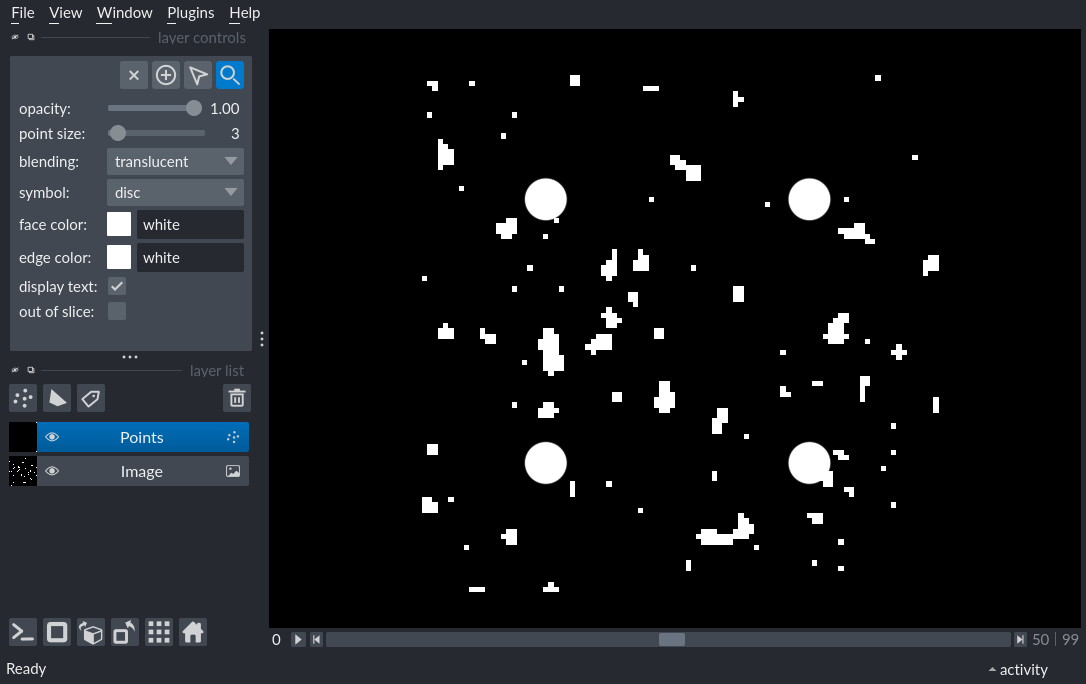 File View Window Plugins Help
layer controls
opacity: 1.00
point size: 3
blending: translucent
symbol: disc
face color: white
edge color: white
display text:
out of slice:
layer list
Points
Image
0 50 99
Ready activity